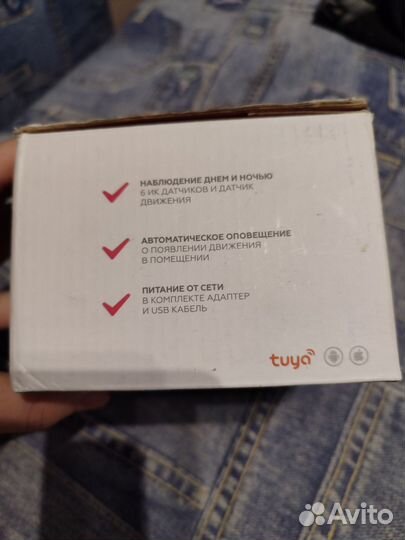 НАБЛЮДЕНИЕ ДНЕМ И НОЧЬЮ
6 ИК ДАТЧИКОВ И ДАТЧИК
ДВИЖЕНИЯ
АВТОМАТИЧЕСКОЕ ОПОВЕЩЕНИЕ
О ПОЯВЛЕНИИ ДВИЖЕНИЯ
В ПОМЕЩЕНИИ
ПИТАНИЕ ОТ СЕТИ
В КОМПЛЕКТЕ АДАПТЕР
И USB КАБЕЛЬ
tuya
Avito